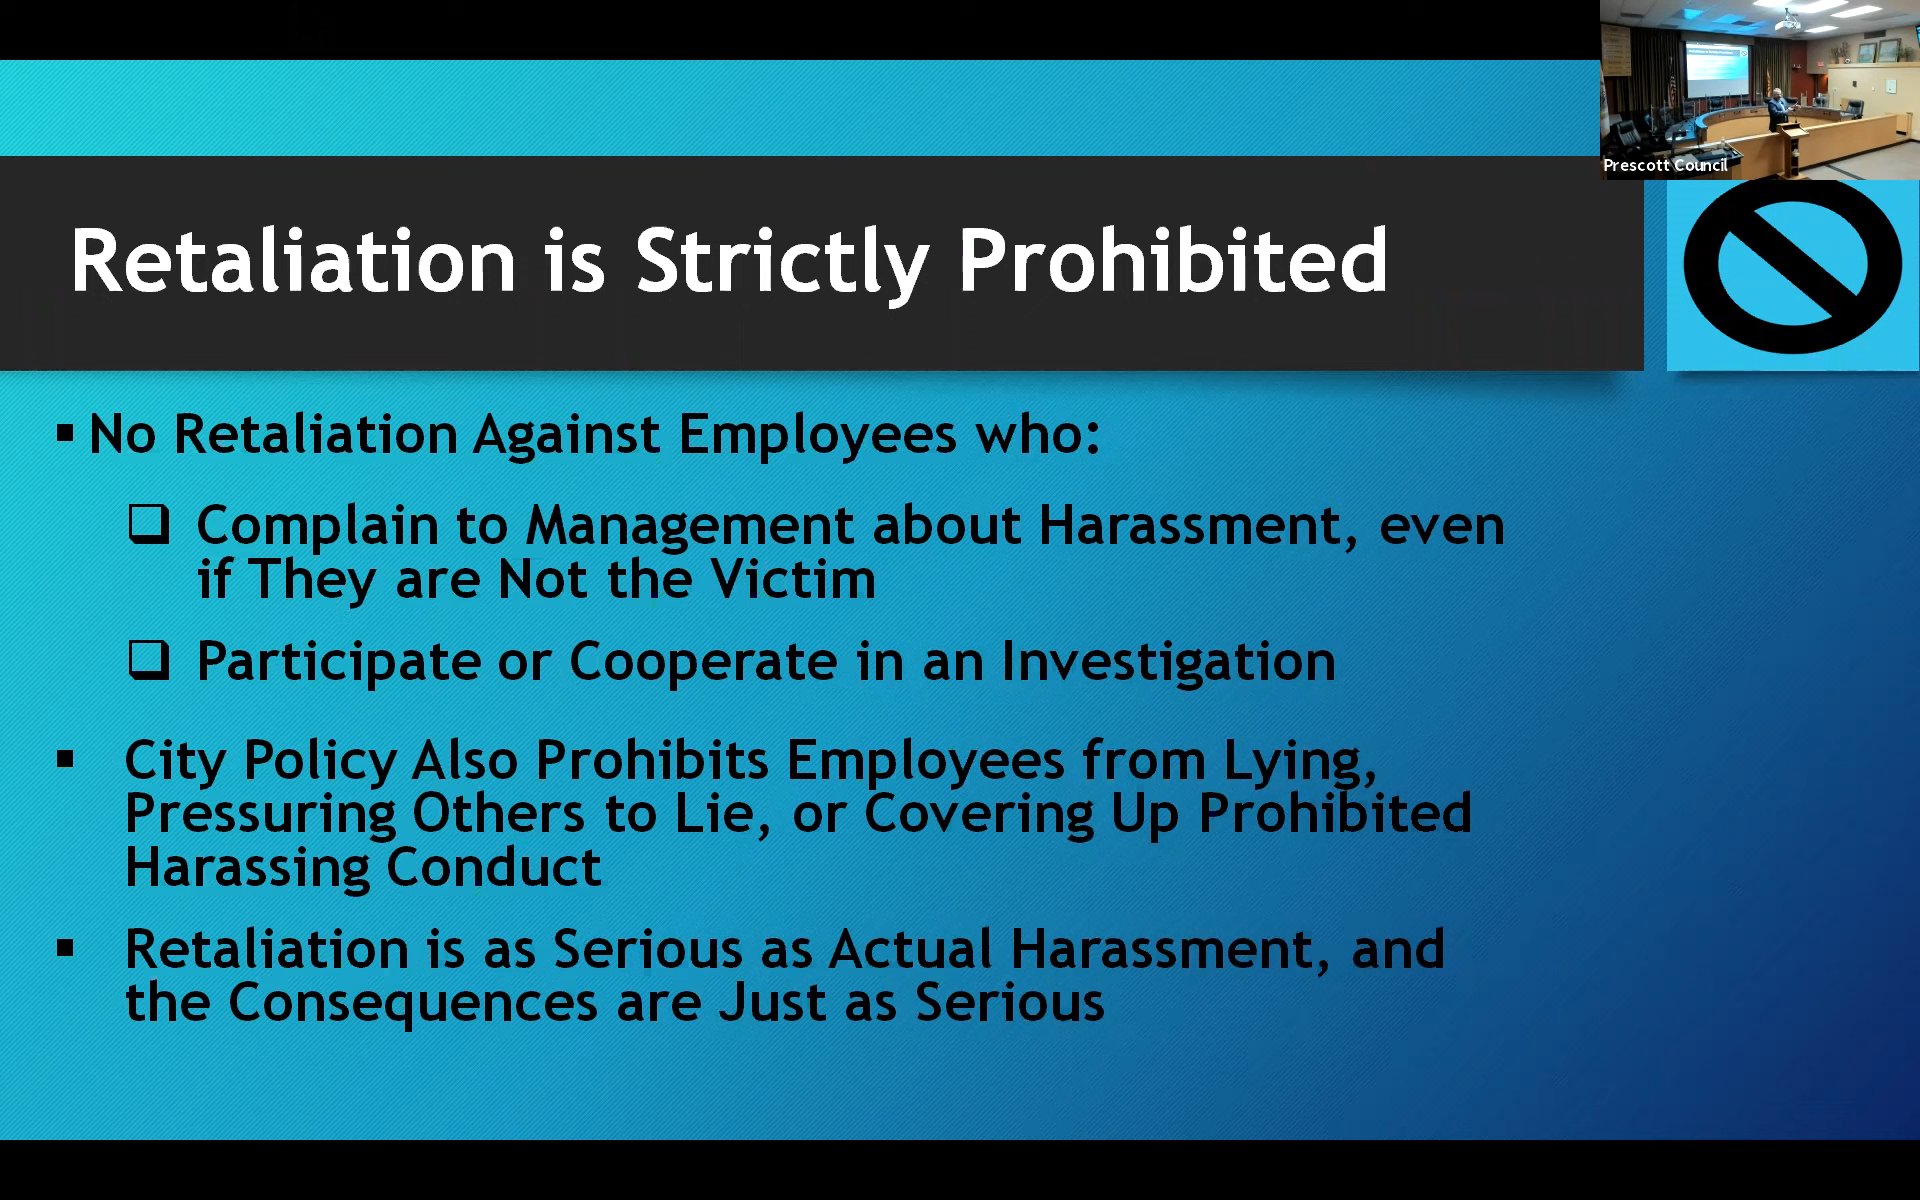 Prescott Council
Retaliation is Strictly Prohibited
No Retaliation Against Employees who:
Complain to Management about Harassment, even
if They are Not the Victim
Participate or Cooperate in an Investigation
City Policy Also Prohibits Employees from Lying,
Pressuring Others to Lie, or Covering Up Prohibited
Harassing Conduct
Retaliation is as Serious as Actual Harassment, and
the Consequences are Just as Serious